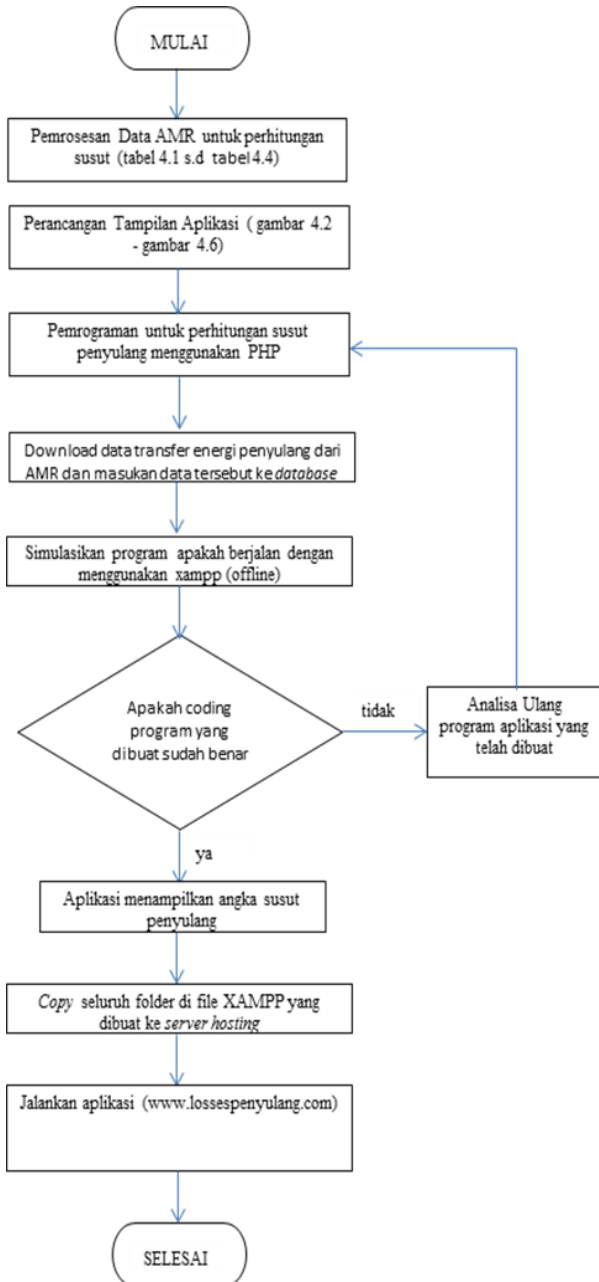 MULAI
Pemrosesan Data AMR untuk perhitungan
susut (tabel 4.1 s.d tabel 4.4)
Perancangan Tampilan Aplikasi ( gambar 4.2
- gambar 4.6)
Pemrograman untuk perhitungan susut
penyulang menggunakan PHP
Download data transfer energi penyulang dari
AMR dan masukan data tersebut ke database
Simulasikan program apakah berjalan dengan
menggunakan xampp (offline)
Apakah coding
program yang
dibuat sudah benar
tidak
Analisa Ulang
program aplikasi yang
telah dibuat
ya
Aplikasi menampilkan angka susut
penyulang
Copy seluruh folder di file XAMPP yang
dibuat ke server hosting
Jalankan aplikasi (www.lossespenyulang.com)
SELESAI